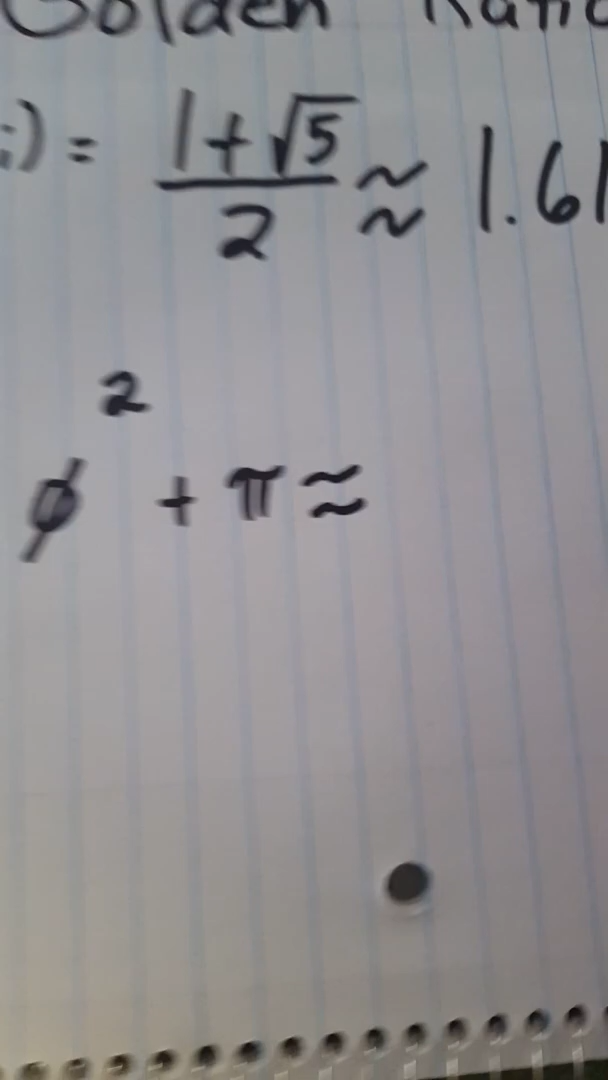 Golden Ratio
:) = 1+√5/2 ≈ 1.61
ϕ² + π ≈